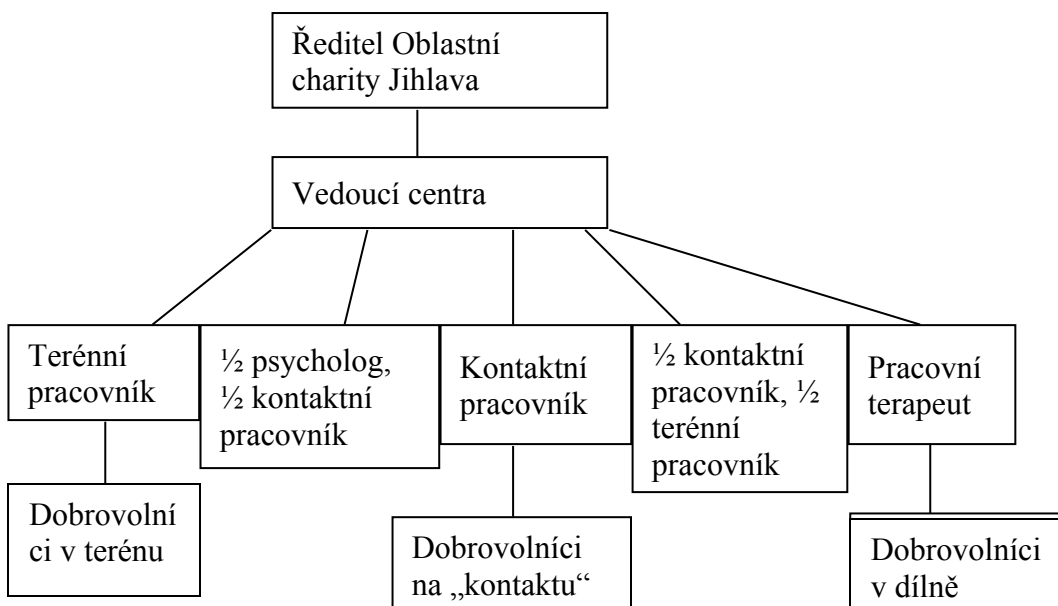 Ředitel Oblastní
charity Jihlava
Vedoucí centra
Terénní
pracovník
½ psycholog,
½ kontaktní
pracovník
Kontaktní
pracovník
½ kontaktní
pracovník, ½
terénní
pracovník
Pracovní
terapeut
Dobrovolní
ci v terénu
Dobrovolníci
na „kontaktu“
Dobrovolníci
v dílně